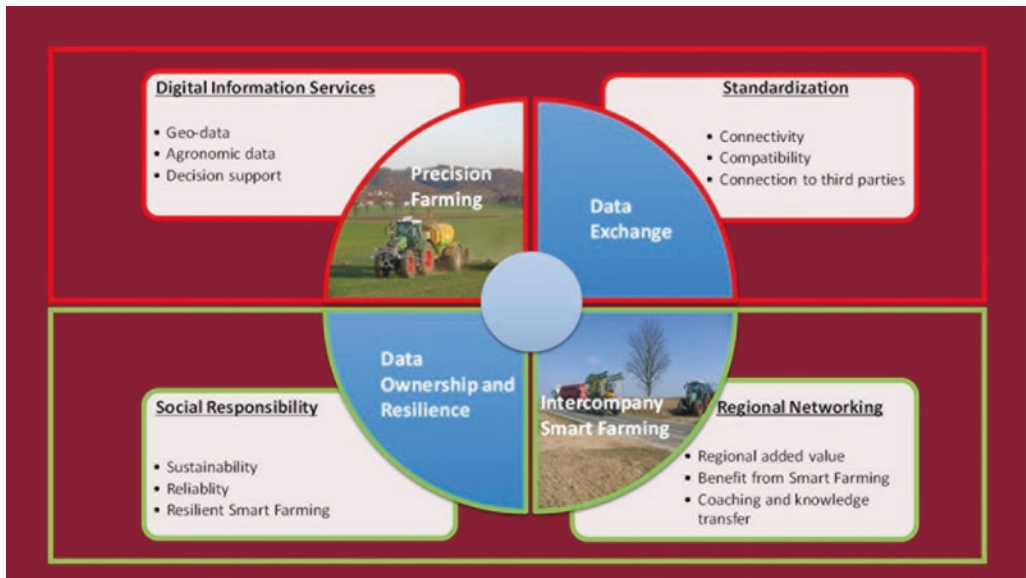 Digital Information Services
• Geo-data
• Agronomic data
• Decision support
Precision
Farming
Standardization
• Connectivity
• Compatibility
• Connection to third parties
Data
Exchange
Social Responsibility
• Sustainability
• Reliablity
• Resilient Smart Farming
Data
Ownership and
Resilience
Intercompany
Smart Farming
Regional Networking
• Regional added value
• Benefit from Smart Farming
• Coaching and knowledge
transfer